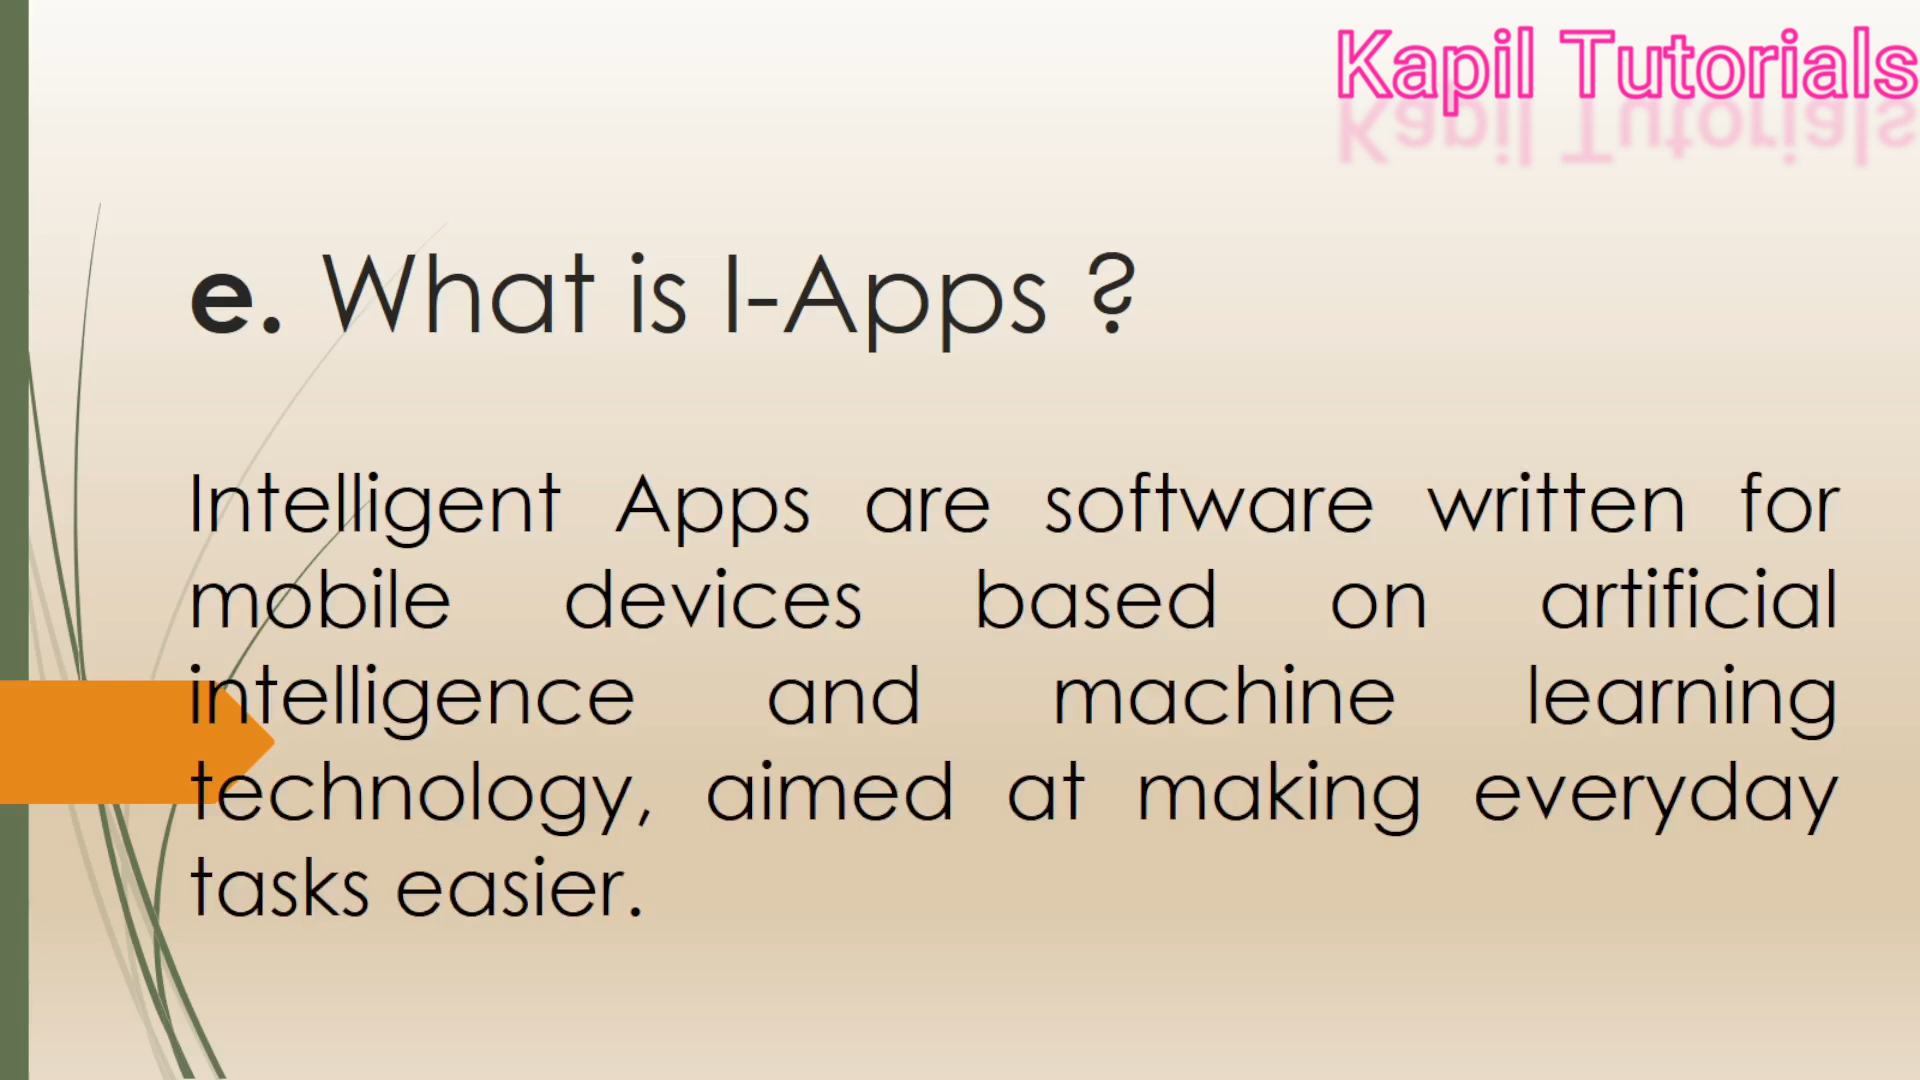 Kapil Tutorials
e. What is I-Apps ?
Intelligent Apps are software written for
mobile devices based on artificial
intelligence and machine learning
technology, aimed at making everyday
tasks easier.